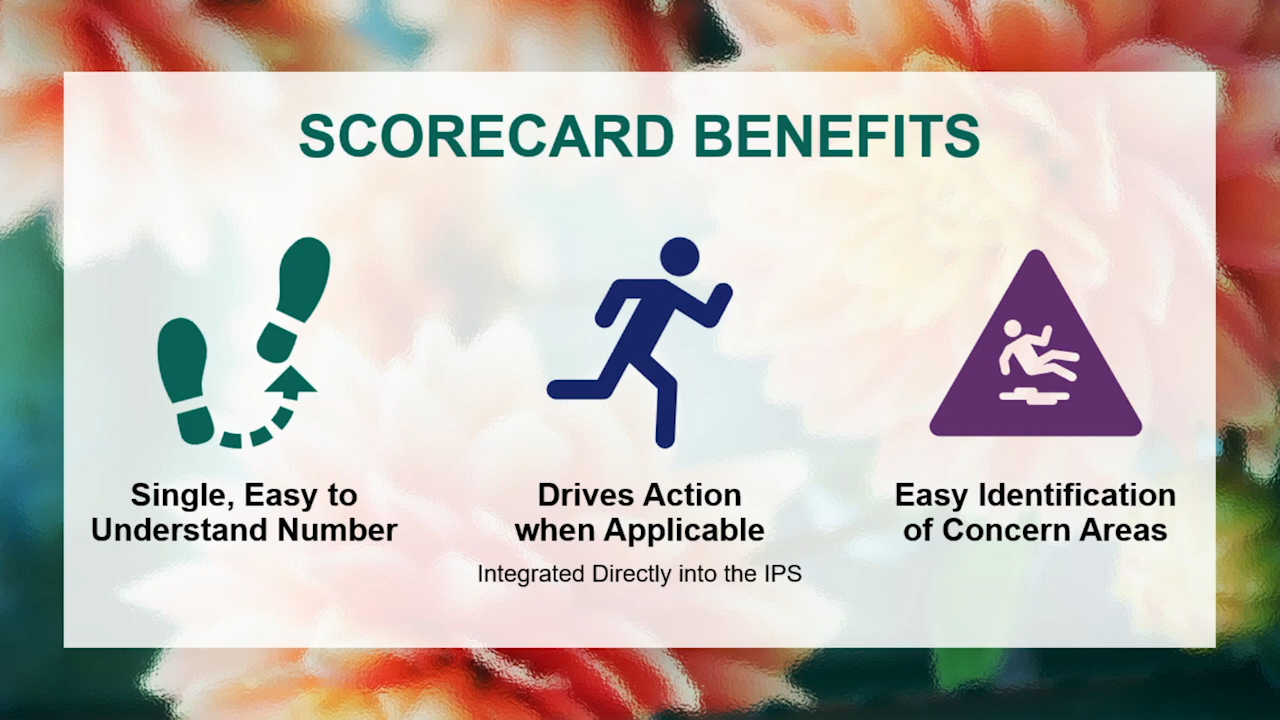 SCORECARD BENEFITS
Single, Easy to
Understand Number
Drives Action
when Applicable
Integrated Directly into the IPS
Easy Identification
of Concern Areas